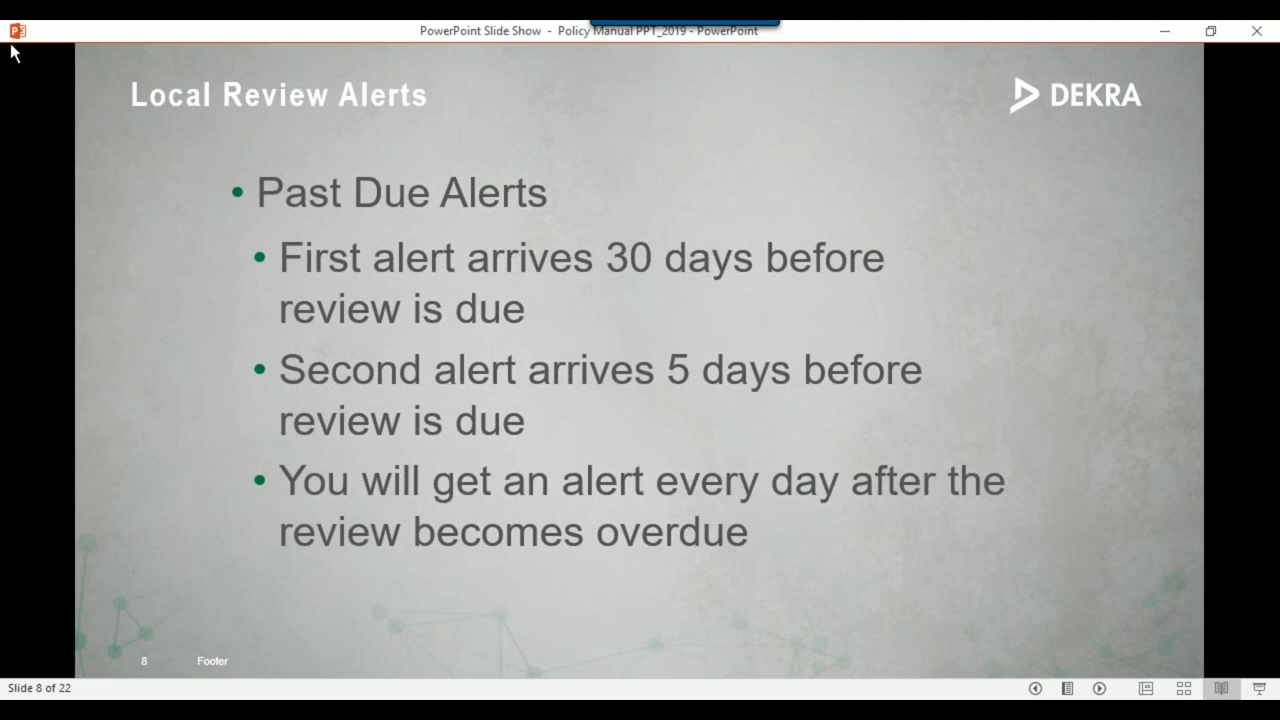 PowerPoint Slide Show - Policy Manual PPT_2019 - PowerPoint
Local Review Alerts
DEKRA
• Past Due Alerts
• First alert arrives 30 days before
review is due
• Second alert arrives 5 days before
review is due
• You will get an alert every day after the
review becomes overdue
8 Footer
Slide 8 of 22